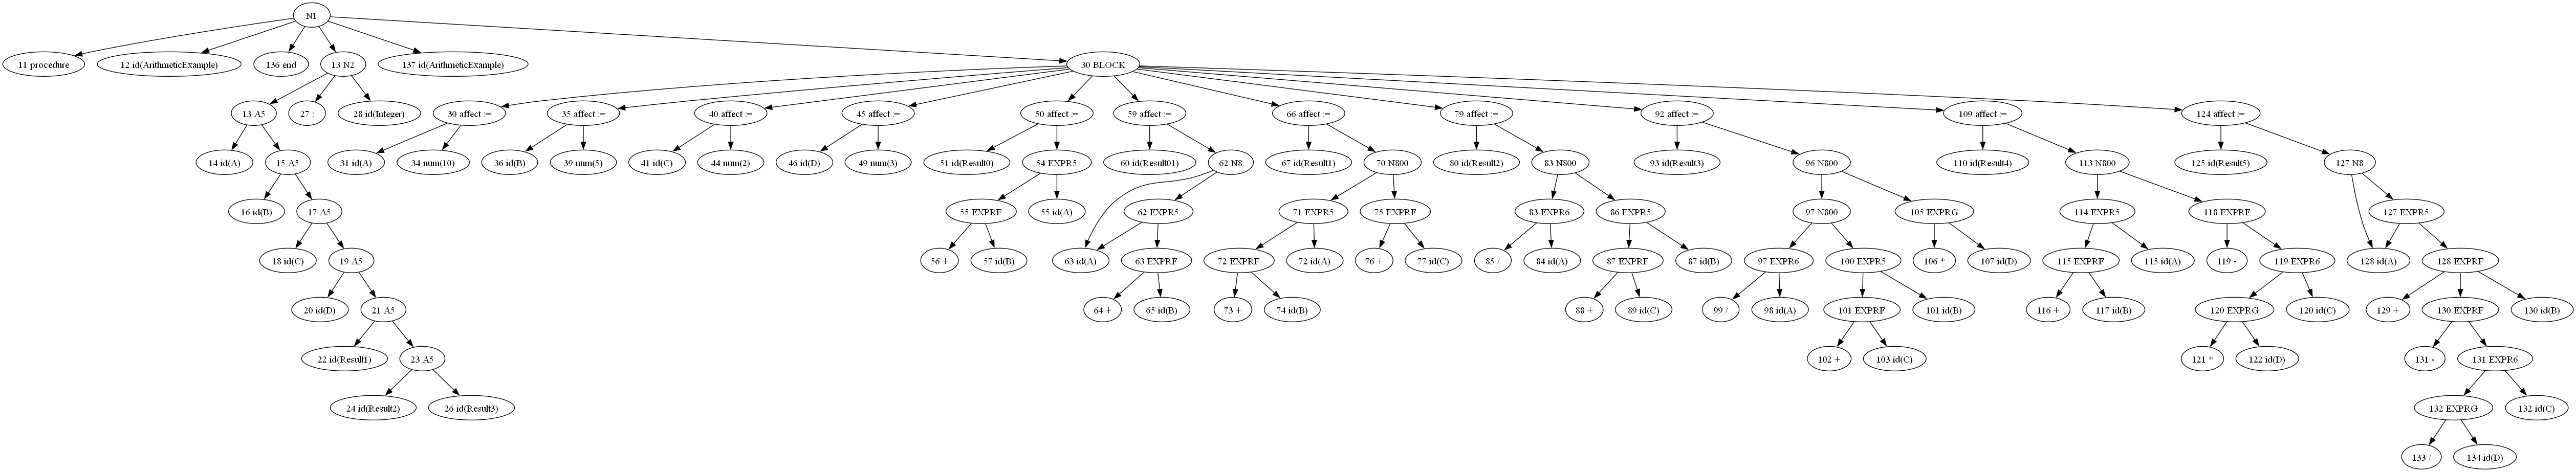 N1
11 procedure
12 id(ArithmeticExample)
136 end
13 N2
137 id(ArithmeticExample)
30 BLOCK
13 A5
27 :
28 id(Integer)
30 affect :=
35 affect :=
40 affect :=
45 affect :=
50 affect :=
59 affect :=
66 affect :=
79 affect :=
92 affect :=
109 affect :=
124 affect :=
14 id(A)
15 A5
31 id(A)
34 num(10)
36 id(B)
39 num(5)
41 id(C)
44 num(2)
46 id(D)
49 num(3)
51 id(Result0)
54 EXPR5
60 id(Result01)
62 N8
67 id(Result1)
70 N800
80 id(Result2)
83 N800
93 id(Result3)
96 N800
110 id(Result4)
113 N800
125 id(Result5)
127 N8
16 id(B)
17 A5
55 EXPRF
55 id(A)
62 EXPR5
71 EXPR5
75 EXPRF
83 EXPR6
86 EXPR5
97 N800
105 EXPRG
114 EXPR5
118 EXPRF
127 EXPR5
18 id(C)
19 A5
56 +
57 id(B)
63 id(A)
63 EXPRF
72 EXPRF
72 id(A)
76 +
77 id(C)
85 /
84 id(A)
87 EXPRF
87 id(B)
97 EXPR6
100 EXPR5
106 *
107 id(D)
115 EXPRF
115 id(A)
119 -
119 EXPR6
128 id(A)
128 EXPRF
20 id(D)
21 A5
64 +
65 id(B)
73 +
74 id(B)
88 +
89 id(C)
99 /
98 id(A)
101 EXPRF
101 id(B)
116 +
117 id(B)
120 EXPRG
120 id(C)
129 +
130 EXPRF
130 id(B)
22 id(Result1)
23 A5
102 +
103 id(C)
121 *
122 id(D)
131 -
131 EXPR6
24 id(Result2)
26 id(Result3)
132 EXPRG
132 id(C)
133 /
134 id(D)